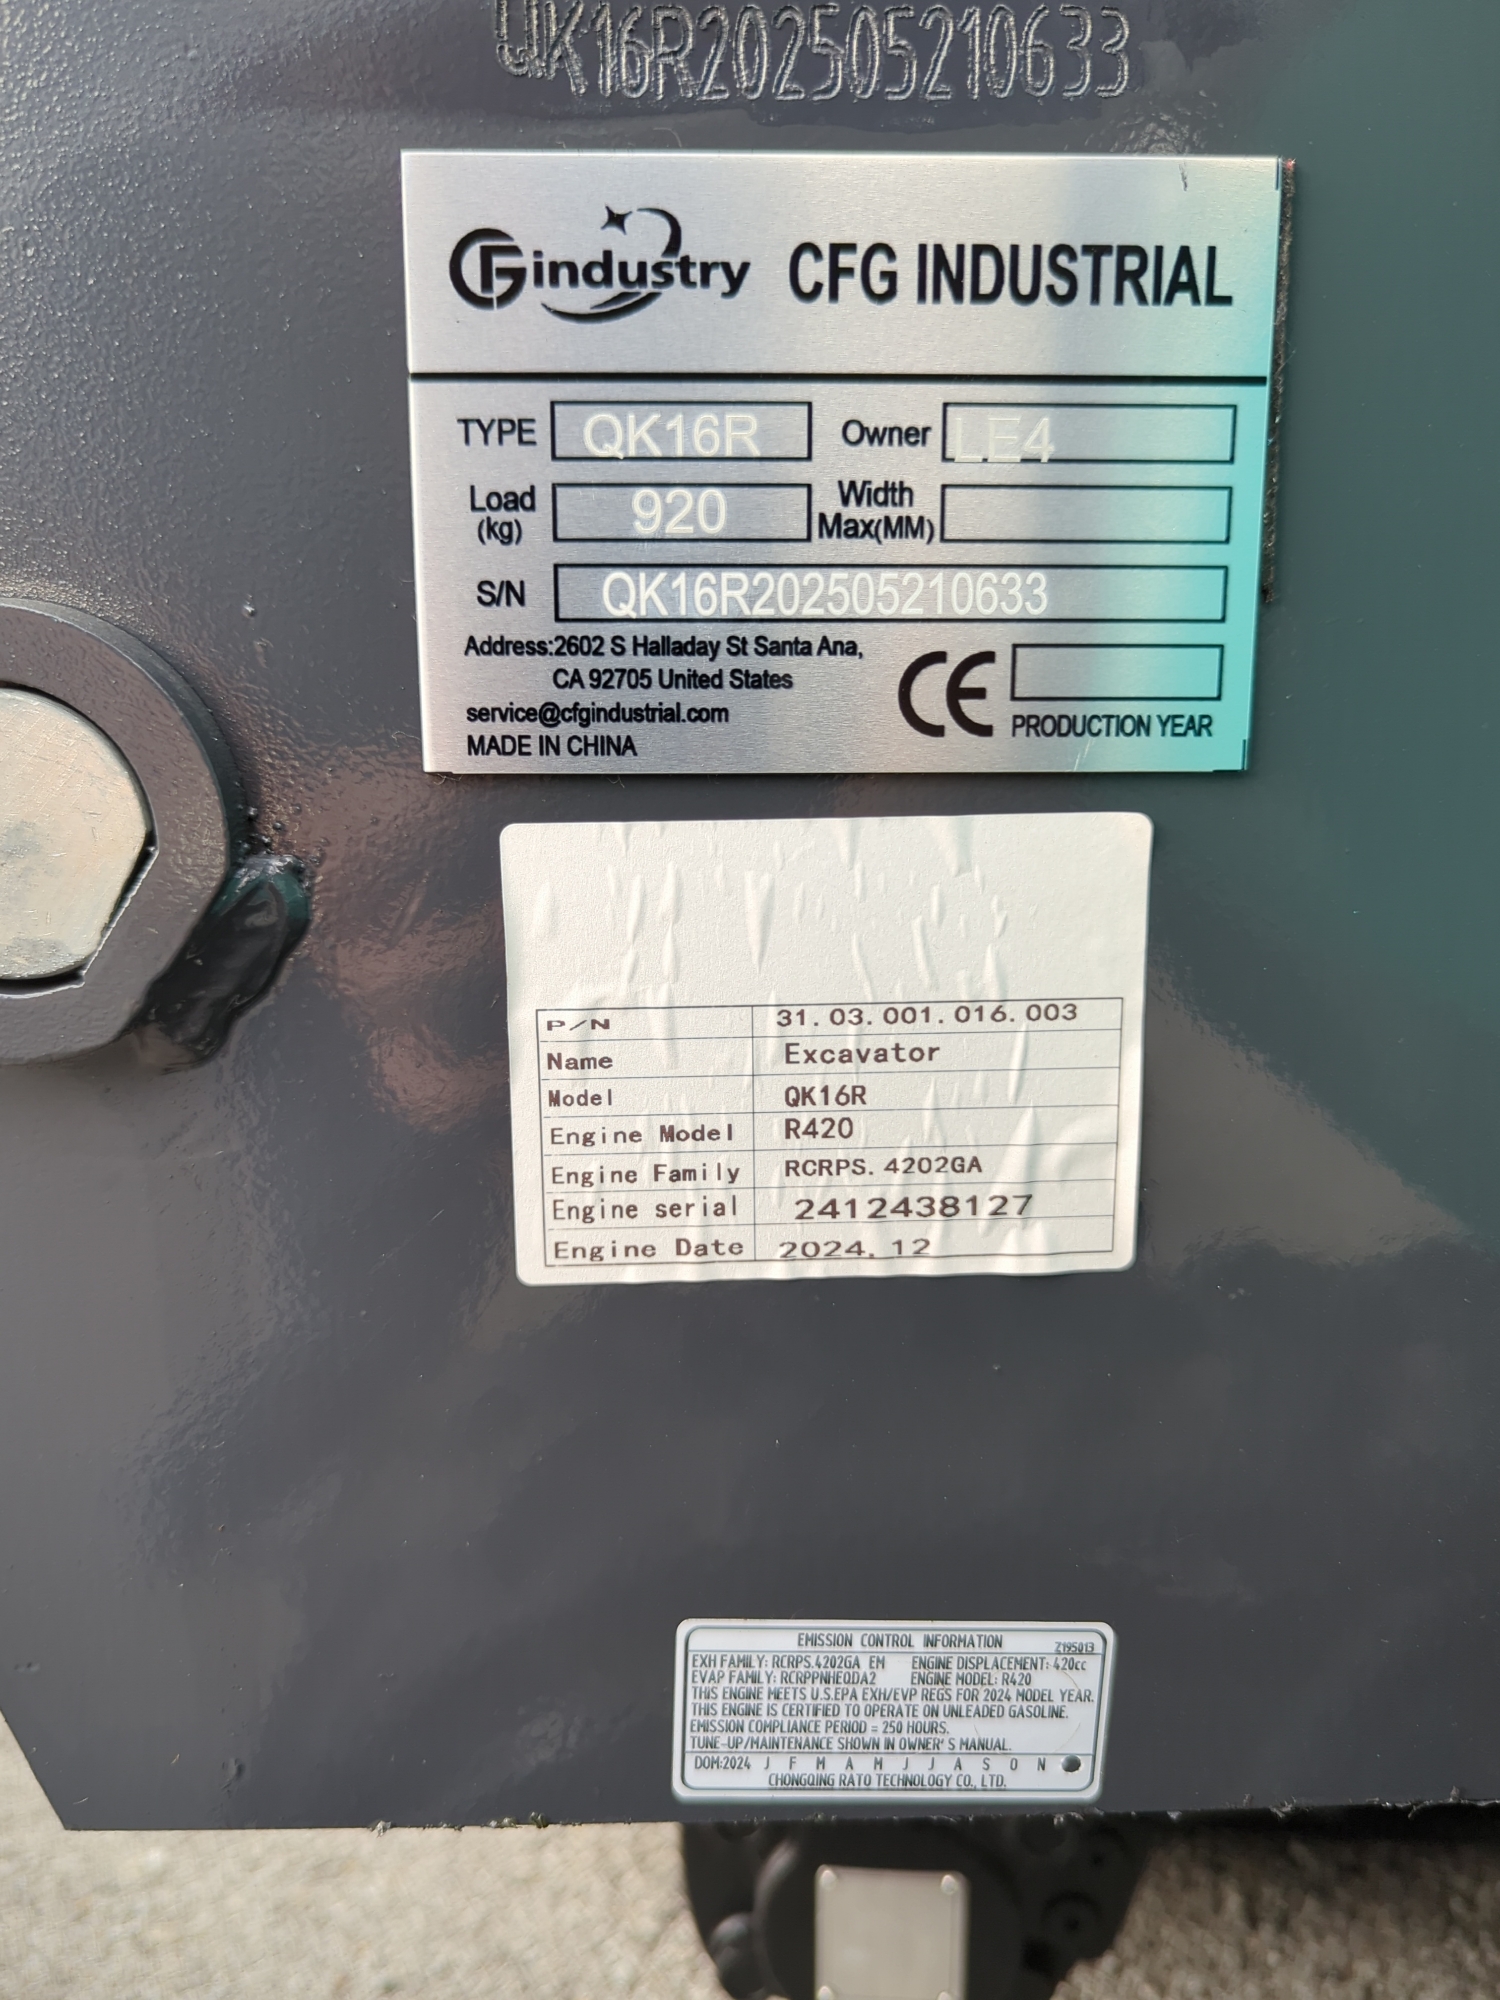 QK16R202505210633
CFG industry CFG INDUSTRIAL
TYPE QK16R Owner LE4
Load (kg) 920 Width Max(MM)
S/N QK16R202505210633
Address:2602 S Halladay St Santa Ana,
CA 92705 United States
service@cfgindustrial.com
MADE IN CHINA
CE PRODUCTION YEAR
P/N 31.03.001.016.003
Name Excavator
Model QK16R
Engine Model R420
Engine Family RCRPS.4202GA
Engine serial 2412438127
Engine Date 2024.12
EMISSION CONTROL INFORMATION Z195013
EXH FAMILY: RCRPS.4202GA EM ENGINE DISPLACEMENT: 420cc
EVAP FAMILY: RCRPPNHEQDA2 ENGINE MODEL: R420
THIS ENGINE MEETS U.S.EPA EXH/EVP REGS FOR 2024 MODEL YEAR.
THIS ENGINE IS CERTIFIED TO OPERATE ON UNLEADED GASOLINE.
EMISSION COMPLIANCE PERIOD = 250 HOURS.
TUNE-UP/MAINTENANCE SHOWN IN OWNER'S MANUAL.
DOM:2024 J F M A M J J A S O N
CHONGQING RATO TECHNOLOGY CO., LTD.